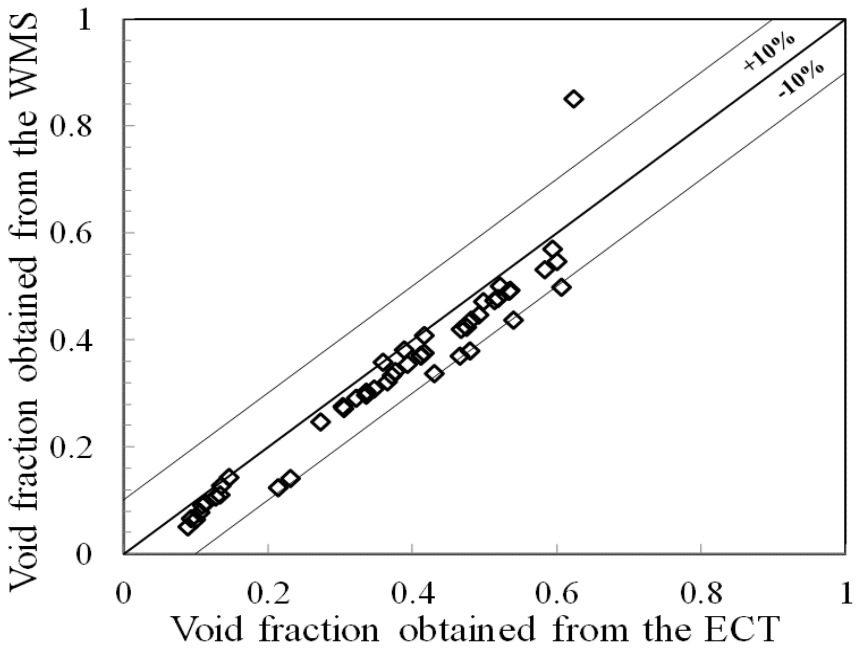 Void fraction obtained from the WMS
1
0.8
0.6
0.4
0.2
0
+10%
-10%
0 0.2 0.4 0.6 0.8 1
Void fraction obtained from the ECT